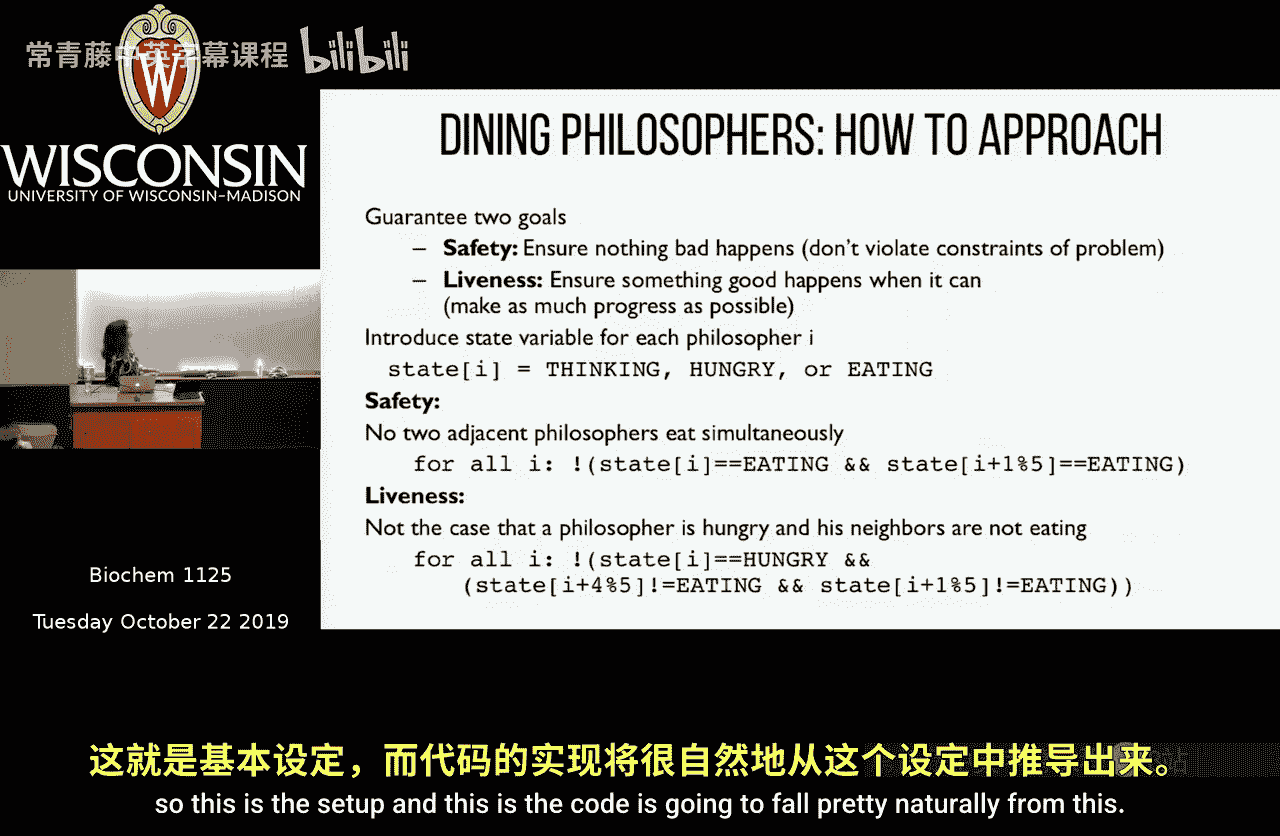 常青藤中英字幕课程 bilibili
W
WISCONSIN
UNIVERSITY OF WISCONSIN-MADISON
DINING PHILOSOPHERS: HOW TO APPROACH
Guarantee two goals
– Safety: Ensure nothing bad happens (don't violate constraints of problem)
– Liveness: Ensure something good happens when it can
(make as much progress as possible)
Introduce state variable for each philosopher i
state[i] = THINKING, HUNGRY, or EATING
Safety:
No two adjacent philosophers eat simultaneously
for all i: !(state[i]==EATING && state[i+1%5]==EATING)
Liveness:
Not the case that a philosopher is hungry and his neighbors are not eating
for all i: !(state[i]==HUNGRY &&
(state[i+4%5]!=EATING && state[i+1%5]!=EATING))
Biochem 1125
Tuesday October 22 2019
这就是基本设定，而代码的实现将很自然地从这个设定中推导出来。
so this is the setup and this is the code is going to fall pretty naturally from this.